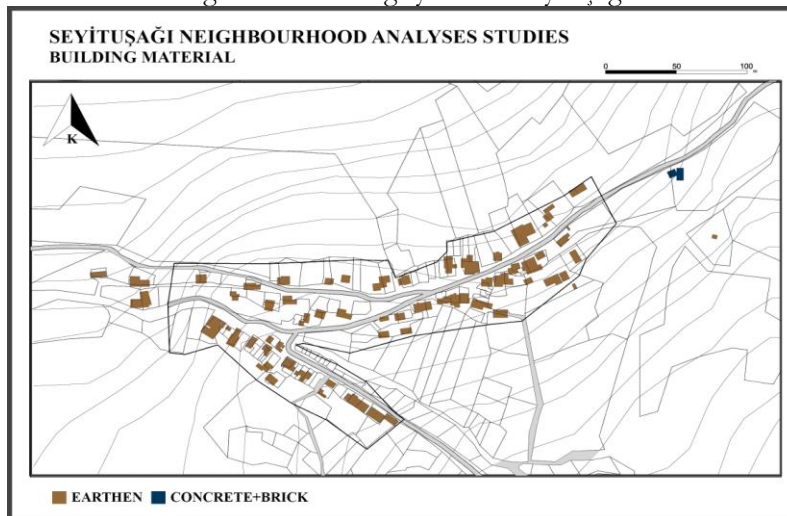 SEYİTUŞAĞI NEIGHBOURHOOD ANALYSES STUDIES
BUILDING MATERIAL
0 50 100 m
K
EARTHEN CONCRETE+BRICK